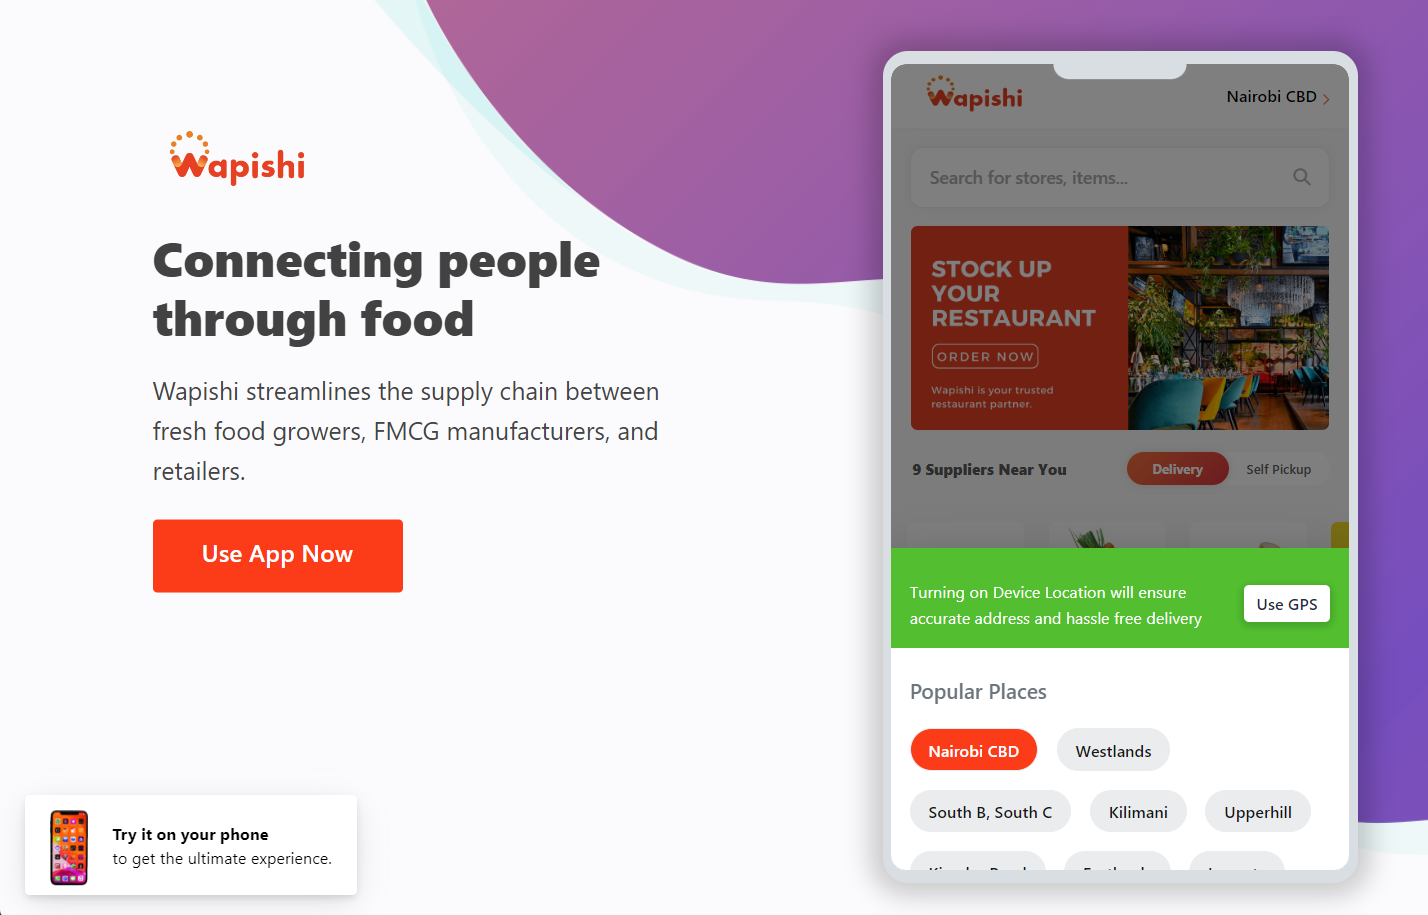 Wapishi
Connecting people
through food
Wapishi streamlines the supply chain between
fresh food growers, FMCG manufacturers, and
retailers.
Use App Now
Try it on your phone
to get the ultimate experience.
Wapishi
Nairobi CBD
Search for stores, items...
STOCK UP
YOUR
RESTAURANT
ORDER NOW
Wapishi is your trusted
restaurant partner.
9 Suppliers Near You
Delivery
Self Pickup
Turning on Device Location will ensure
accurate address and hassle free delivery
Use GPS
Popular Places
Nairobi CBD
Westlands
South B, South C
Kilimani
Upperhill